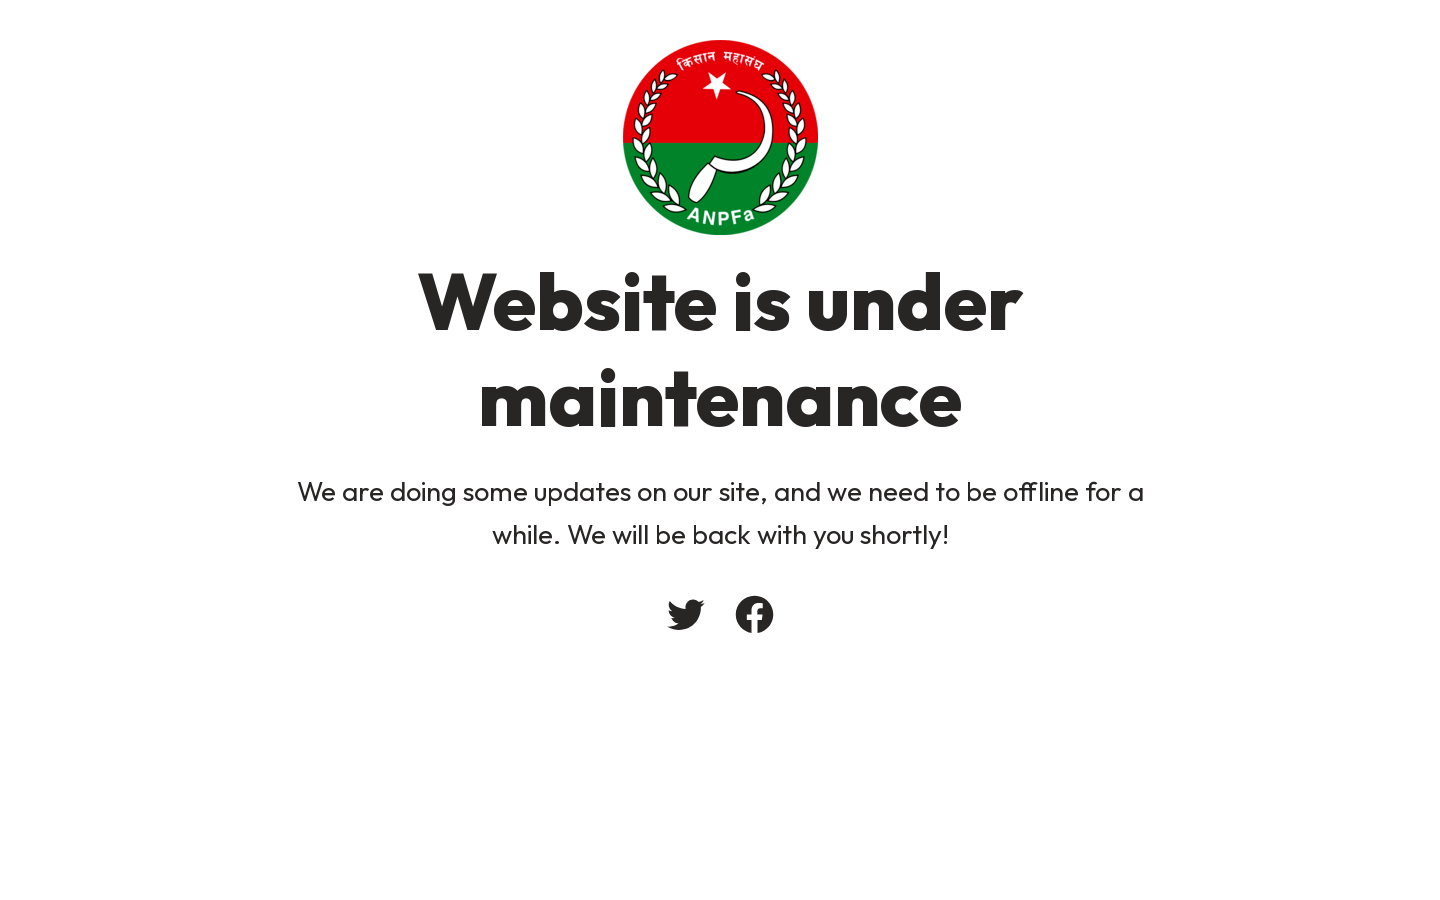 किसान महासंघ
ANPFa
Website is under
maintenance
We are doing some updates on our site, and we need to be offline for a
while. We will be back with you shortly!